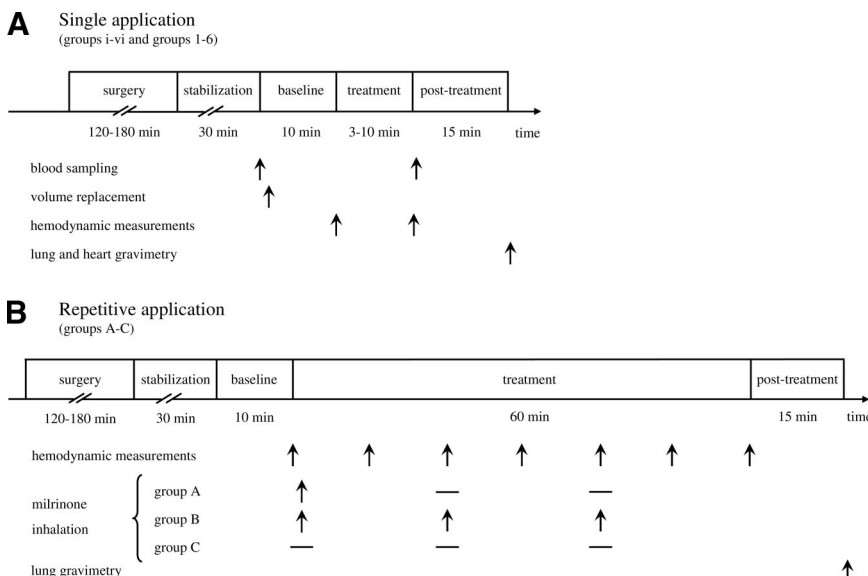 A Single application
(groups i-vi and groups 1-6)
surgery stabilization baseline treatment post-treatment
120-180 min 30 min 10 min 3-10 min 15 min time
blood sampling
volume replacement
hemodynamic measurements
lung and heart gravimetry
B Repetitive application
(groups A-C)
surgery stabilization baseline treatment post-treatment
120-180 min 30 min 10 min 60 min 15 min time
hemodynamic measurements
group A
milrinone
group B
inhalation
group C
lung gravimetry